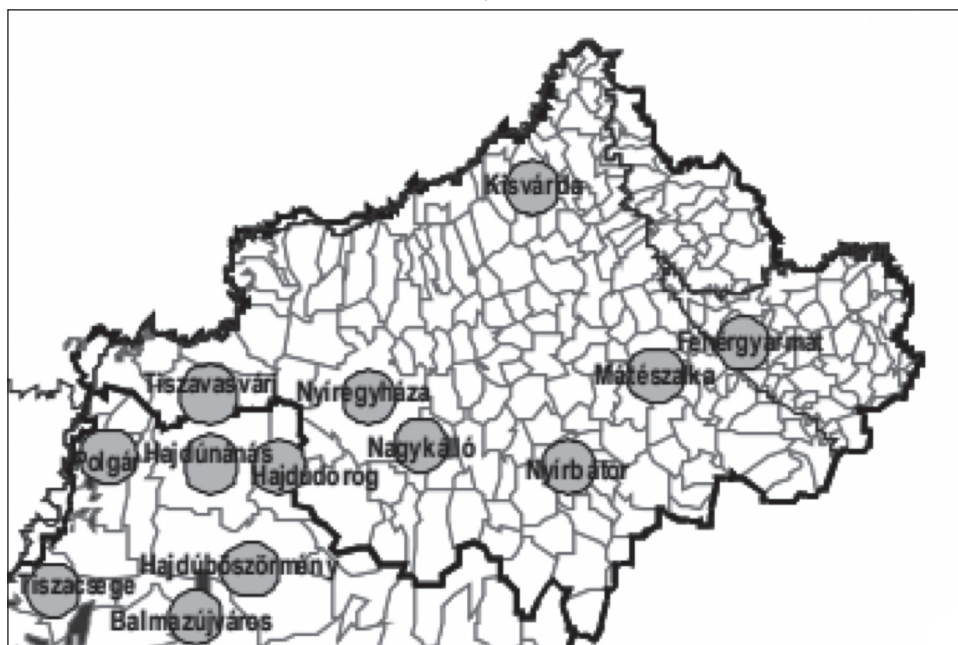 Kisvárda
Fehérgyarmat
Mátészalka
Tiszavasvári
Nyíregyháza
Nagykálló
Hajdúnánás
Polgár
Hajdúdorog
Nyírbátor
Hajdúböszörmény
Tiszacsege
Balmazújváros